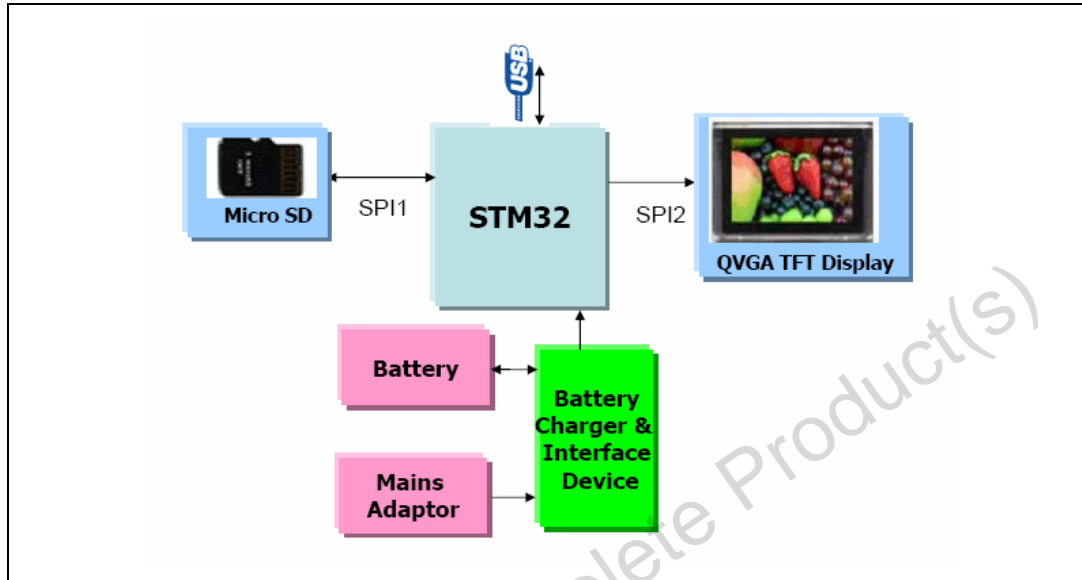 USB
Micro SD
SPI1
STM32
SPI2
QVGA TFT Display
Battery
Battery
Charger &
Interface
Device
Mains
Adaptor
lete Product(s)